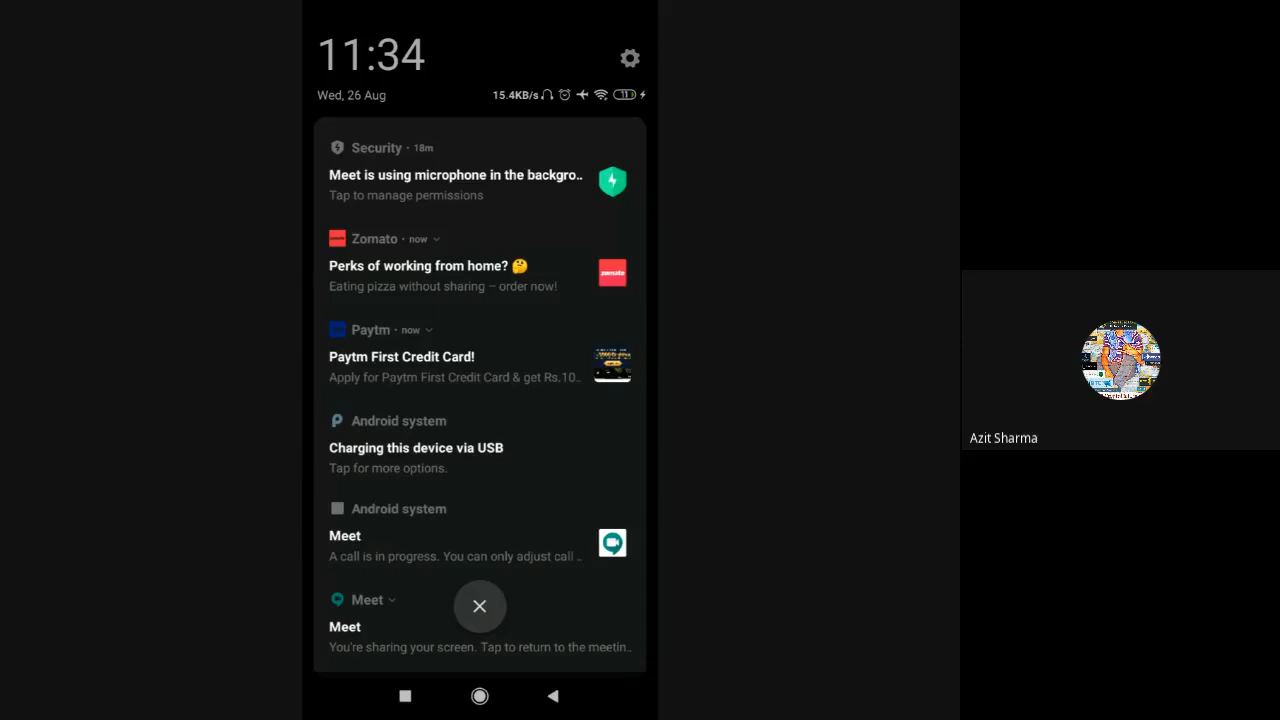 11:34
Wed, 26 Aug
15.4KB/s
11
Security · 18m
Meet is using microphone in the backgro..
Tap to manage permissions
Zomato · now
Perks of working from home? 🤔
Eating pizza without sharing – order now!
zomato
Paytm · now
Paytm First Credit Card!
Apply for Paytm First Credit Card & get Rs.10..
Android system
Charging this device via USB
Tap for more options.
Android system
Meet
A call is in progress. You can only adjust call ..
Meet
Meet
You're sharing your screen. Tap to return to the meetin..
Azit Sharma